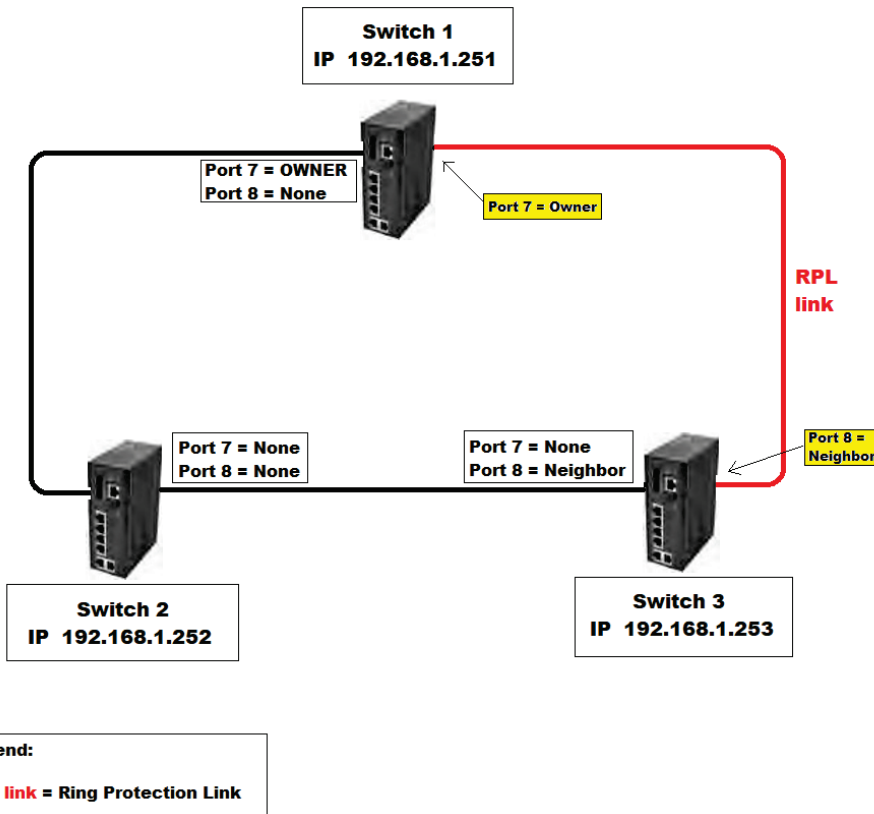 Switch 1
IP 192.168.1.251
Port 7 = OWNER
Port 8 = None
Port 7 = Owner
RPL
link
Port 7 = None
Port 8 = None
Port 7 = None
Port 8 = Neighbor
Port 8 =
Neighbor
Switch 2
IP 192.168.1.252
Switch 3
IP 192.168.1.253
end:
link = Ring Protection Link